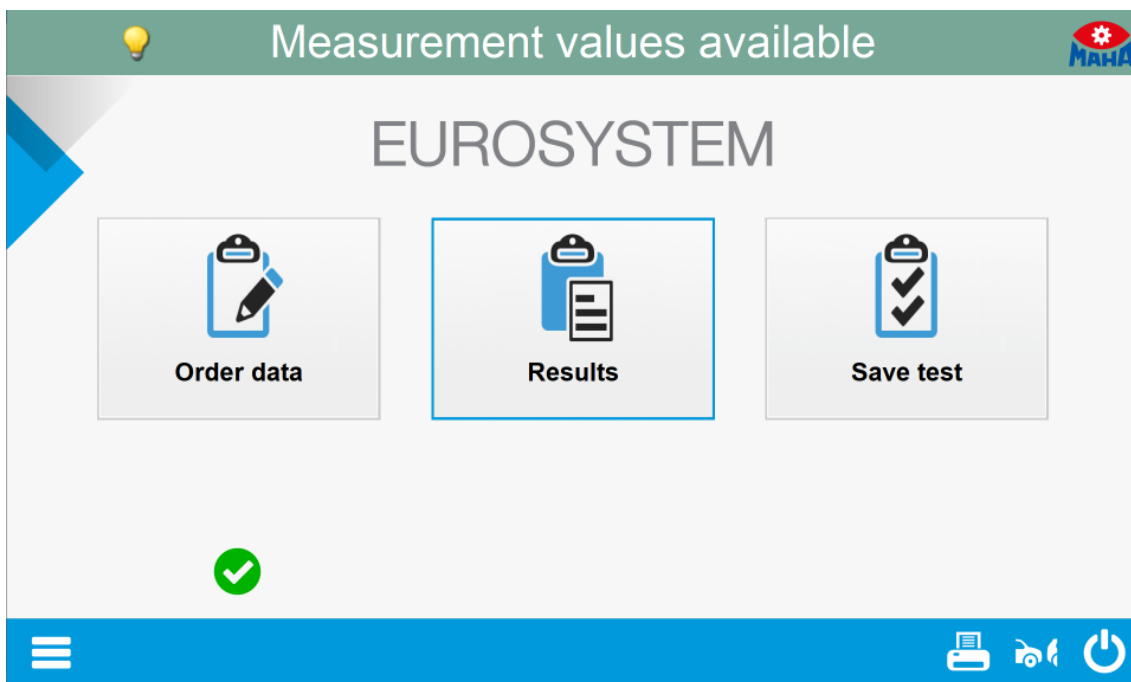 Measurement values available
MAHA
EUROSYSTEM
Order data
Results
Save test